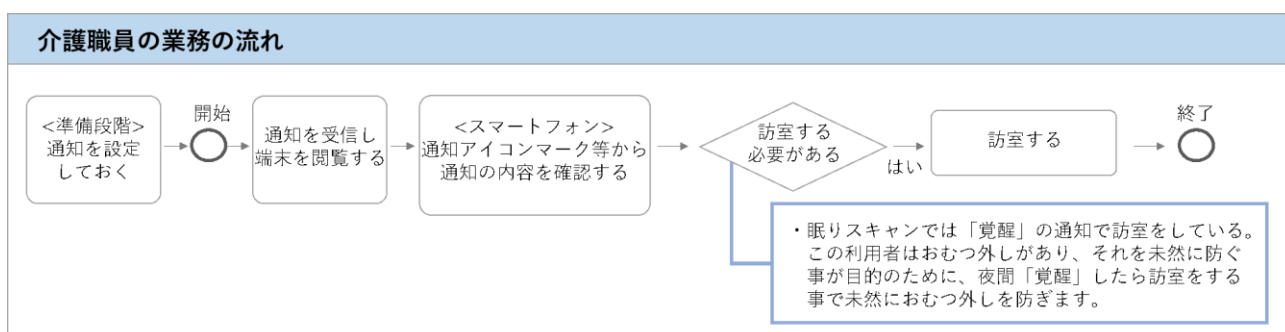 介護職員の業務の流れ
<準備段階>
通知を設定
しておく
開始
通知を受信し
端末を閲覧する
<スマートフォン>
通知アイコンマーク等から
通知の内容を確認する
訪室する
必要がある
はい
訪室する
終了
・眠りスキャンでは「覚醒」の通知で訪室をしている。
この利用者はおむつ外しがあり、それを未然に防ぐ
事が目的のために、夜間「覚醒」したら訪室をする
事で未然におむつ外しを防ぎます。